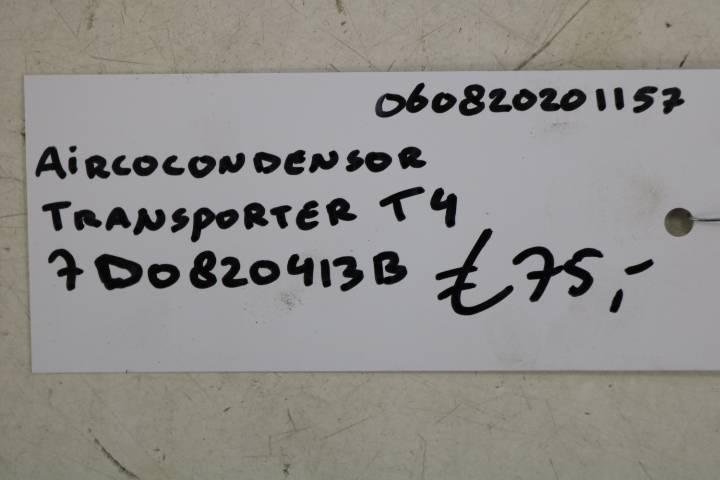 060820201157
AIRCOCONDENSOR
TRANSPORTER T4
7D0820413B €75,-